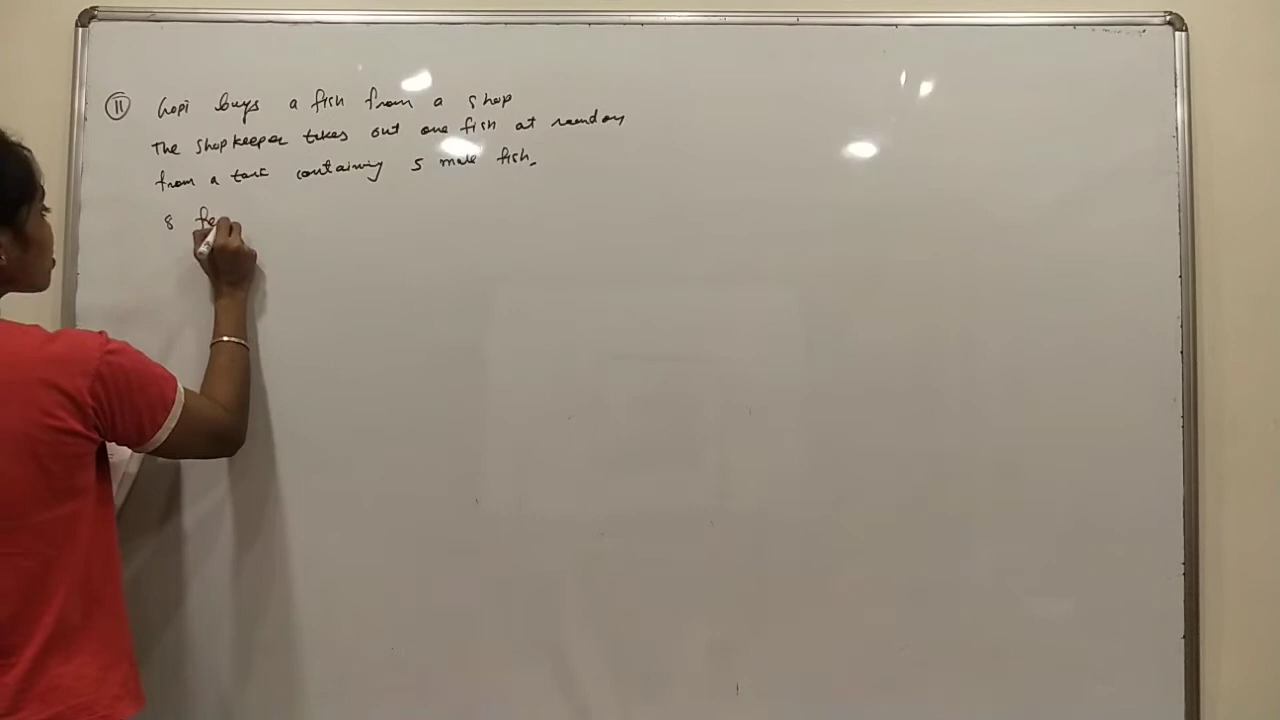 11 Gopi buys a fish from a shop
The shopkeeper takes out one fish at random
from a tank containing 5 male fish.
8 fe